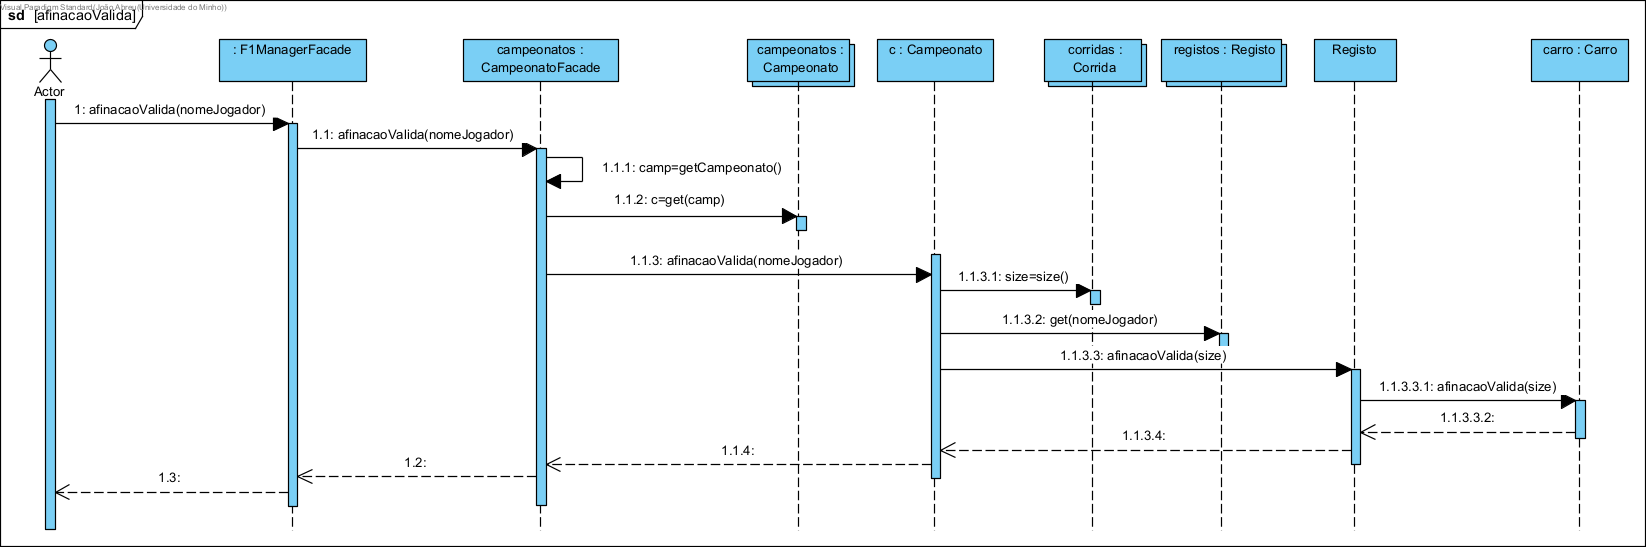 Visual Paradigm Standard(João Abreu(Universidade do Minho))
sd [afinacaoValida]
Actor
: F1ManagerFacade
campeonatos :
CampeonatoFacade
campeonatos :
Campeonato
c : Campeonato
corridas :
Corrida
registos : Registo
Registo
carro : Carro
1: afinacaoValida(nomeJogador)
1.1: afinacaoValida(nomeJogador)
1.1.1: camp=getCampeonato()
1.1.2: c=get(camp)
1.1.3: afinacaoValida(nomeJogador)
1.1.3.1: size=size()
1.1.3.2: get(nomeJogador)
1.1.3.3: afinacaoValida(size)
1.1.3.3.1: afinacaoValida(size)
1.1.3.3.2:
1.1.3.4:
1.1.4:
1.2:
1.3: